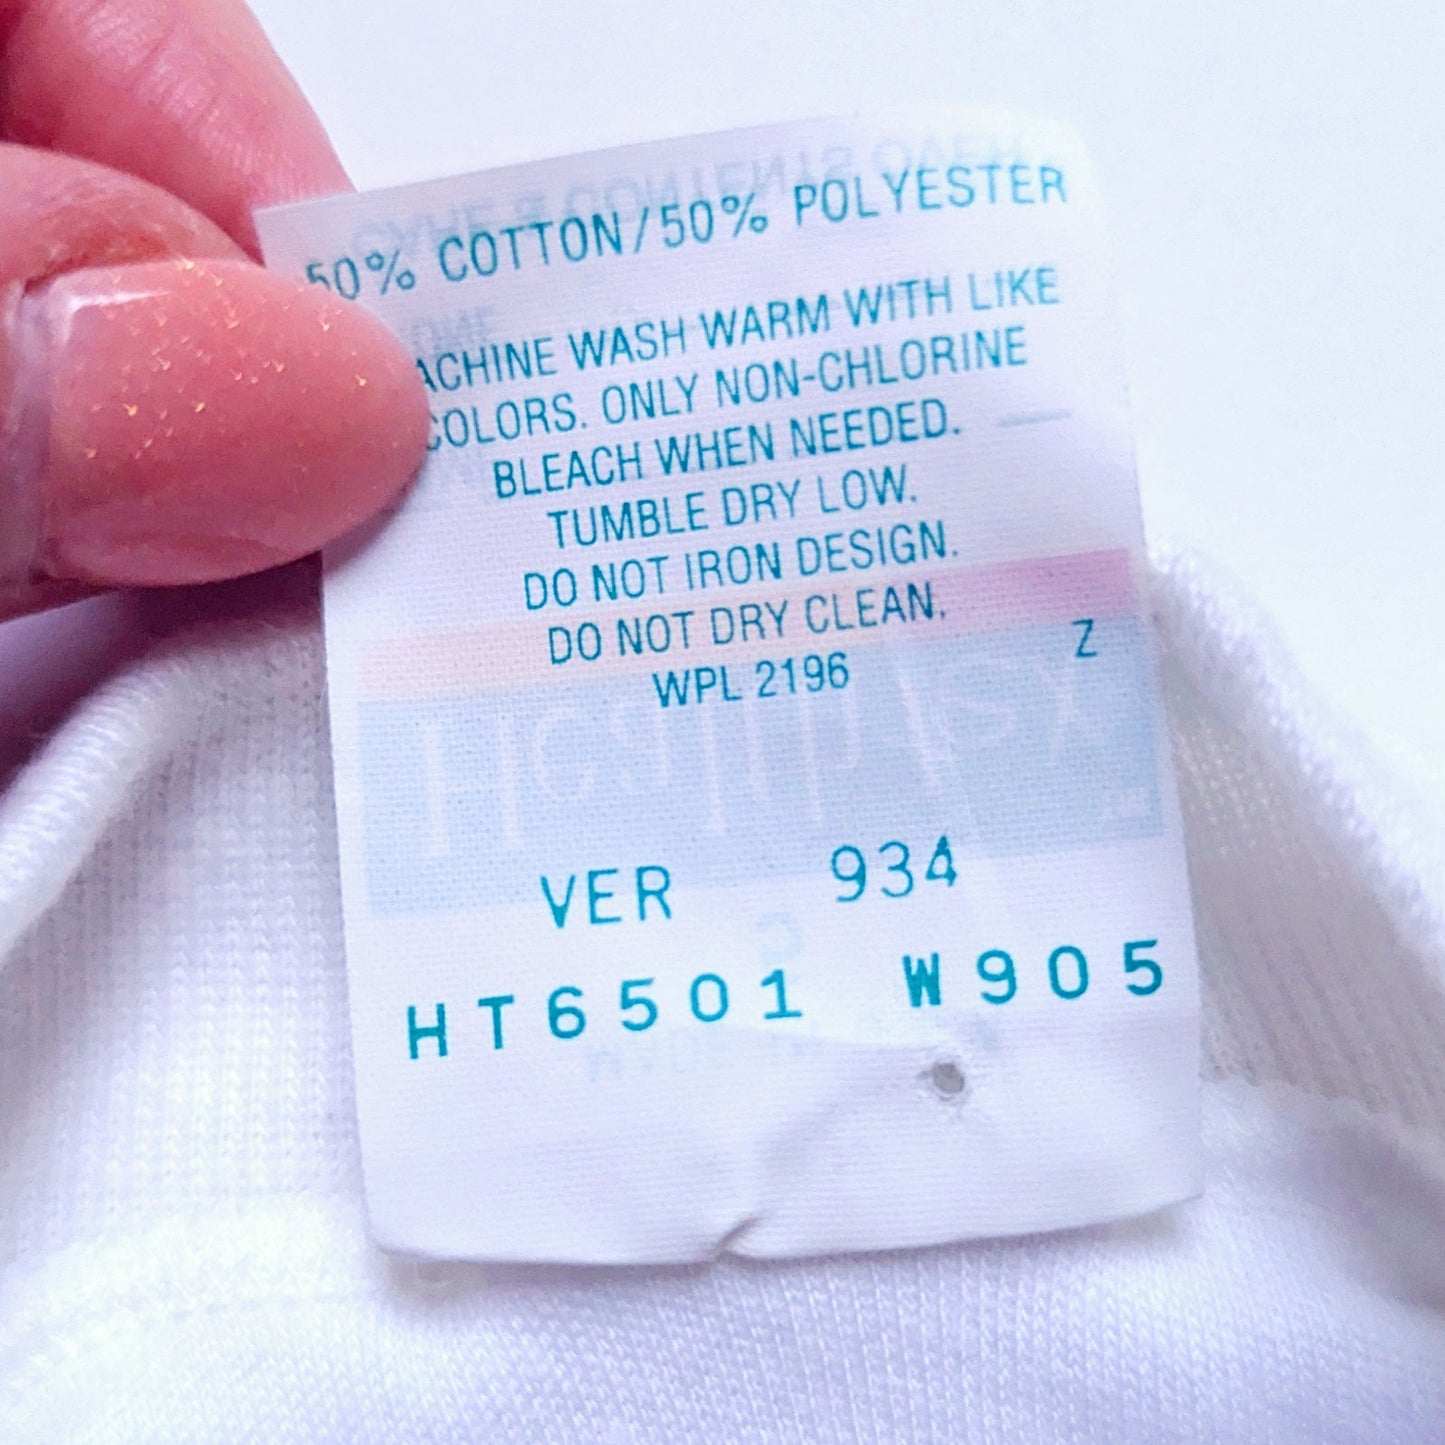 50% COTTON/50% POLYESTER
MACHINE WASH WARM WITH LIKE
COLORS. ONLY NON-CHLORINE
BLEACH WHEN NEEDED.
TUMBLE DRY LOW.
DO NOT IRON DESIGN.
DO NOT DRY CLEAN.
WPL 2196
Z
VER 934
HT6501 W905